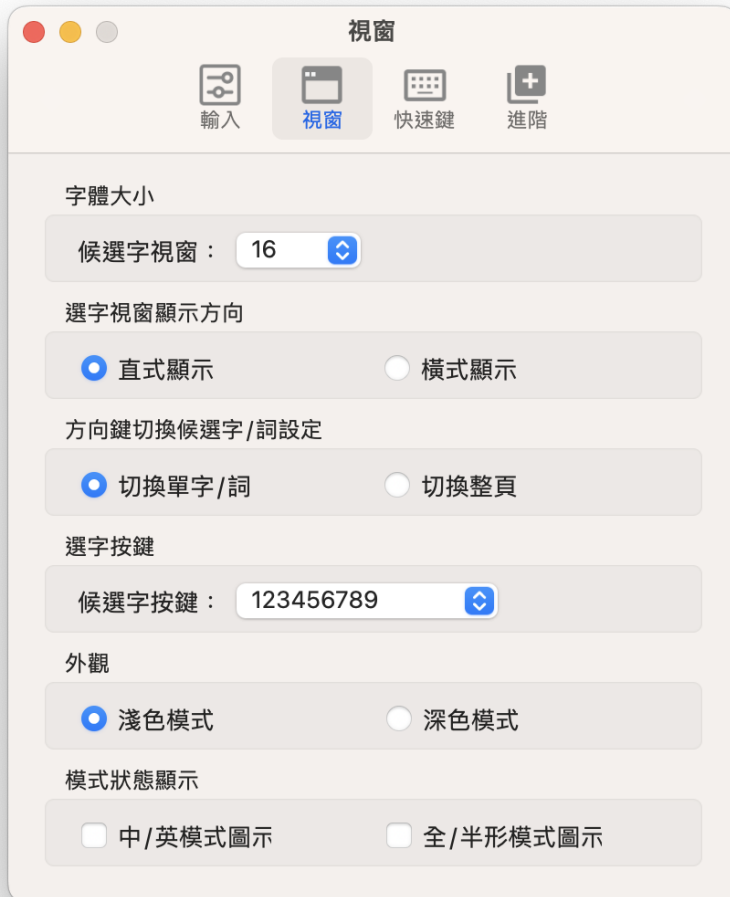 視窗
輸入 視窗 快速鍵 進階
字體大小
候選字視窗： 16
選字視窗顯示方向
直式顯示 橫式顯示
方向鍵切換候選字/詞設定
切換單字/詞 切換整頁
選字按鍵
候選字按鍵： 123456789
外觀
淺色模式 深色模式
模式狀態顯示
中/英模式圖示 全/半形模式圖示